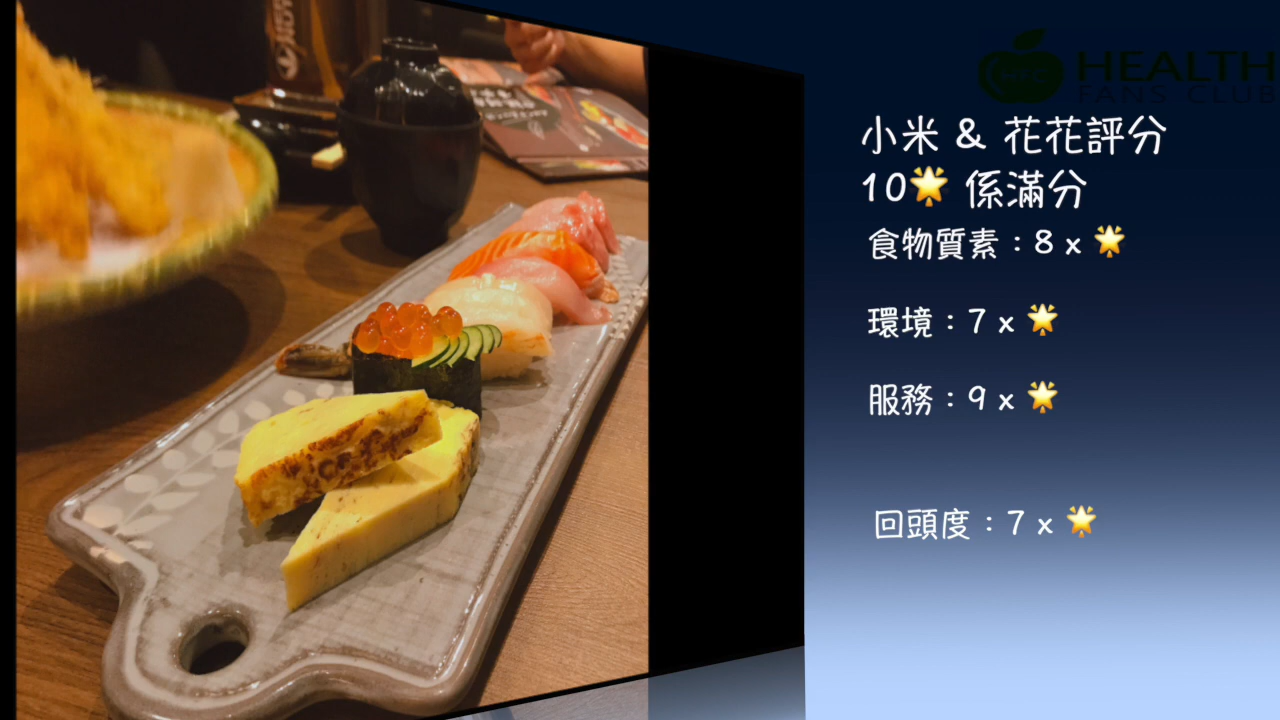 HEALTH
FANS CLUB
小米 & 花花評分
10🌟 係滿分
食物質素：8 x 🌟
環境：7 x 🌟
服務：9 x 🌟
回頭度：7 x 🌟